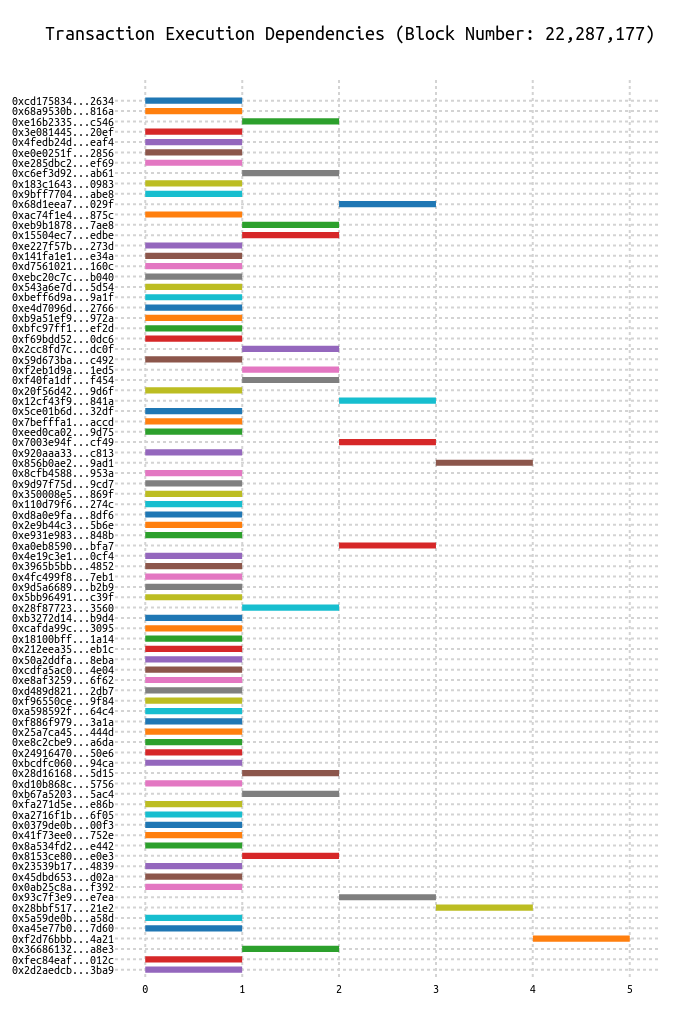 Transaction Execution Dependencies (Block Number: 22,287,177)
0xcd175834...2634
0x68a9530b...816a
0xe16b2335...c546
0x3e081445...20ef
0x4fedb24d...eaf4
0xe0e0251f...2856
0xe285dbc2...ef69
0xc6ef3d92...ab61
0x183c1643...0983
0x9bff7704...abe8
0x68d1eea7...029f
0xac74f1e4...875c
0xeb9b1878...7ae8
0x15504ec7...edbe
0xe227f57b...273d
0x141fa1e1...e34a
0xd7561021...160c
0xebc20c7c...b040
0x543a6e7d...5d54
0xbeff6d9a...9a1f
0xe4d7096d...2766
0xb9a51ef9...972a
0xbfc97ff1...ef2d
0xf69bdd52...0dc6
0x2cc8fd7c...dc0f
0x59d673ba...c492
0xf2eb1d9a...1ed5
0xf40fa1df...f454
0x20f56d42...9d6f
0x12cf43f9...841a
0x5ce01b6d...32df
0x7befffa1...accd
0xeed0ca02...9d75
0x7003e94f...cf49
0x920aaa33...c813
0x856b0ae2...9ad1
0x8cfb4588...953a
0x9d97f75d...9cd7
0x350008e5...869f
0x110d79f6...274c
0xd8a0e9fa...8df6
0x2e9b44c3...5b6e
0xe931e983...848b
0xa0eb8590...bfa7
0x4e19c3e1...0cf4
0x3965b5bb...4852
0x4fc499f8...7eb1
0x9d5a6689...b2b9
0x5bb96491...c39f
0x28f87723...3560
0xb3272d14...b9d4
0xcafda99c...3095
0x18100bff...1a14
0x212eea35...eb1c
0x50a2ddfa...8eba
0xcdfa5ac0...4e04
0xe8af3259...6f62
0xd489d821...2db7
0xf96550ce...9f84
0xa598592f...64c4
0xf886f979...3a1a
0x25a7ca45...444d
0xe8c2cbe9...a6da
0x24916470...50e6
0xbcdfc060...94ca
0x28d16168...5d15
0xd10b868c...5756
0xb67a5203...5ac4
0xfa271d5e...e86b
0xa2716f1b...6f05
0x0379de0b...00f3
0x41f73ee0...752e
0x8a534fd2...e442
0x8153ce80...e0e3
0x23539b17...4839
0x45dbd653...d02a
0x0ab25c8a...f392
0x93c7f3e9...e7ea
0x28bbf517...21e2
0x5a59de0b...a58d
0xa45e77b0...7d60
0xf2d76bbb...4a21
0x36686132...a8e3
0xfec84eaf...012c
0x2d2aedcb...3ba9
0 1 2 3 4 5